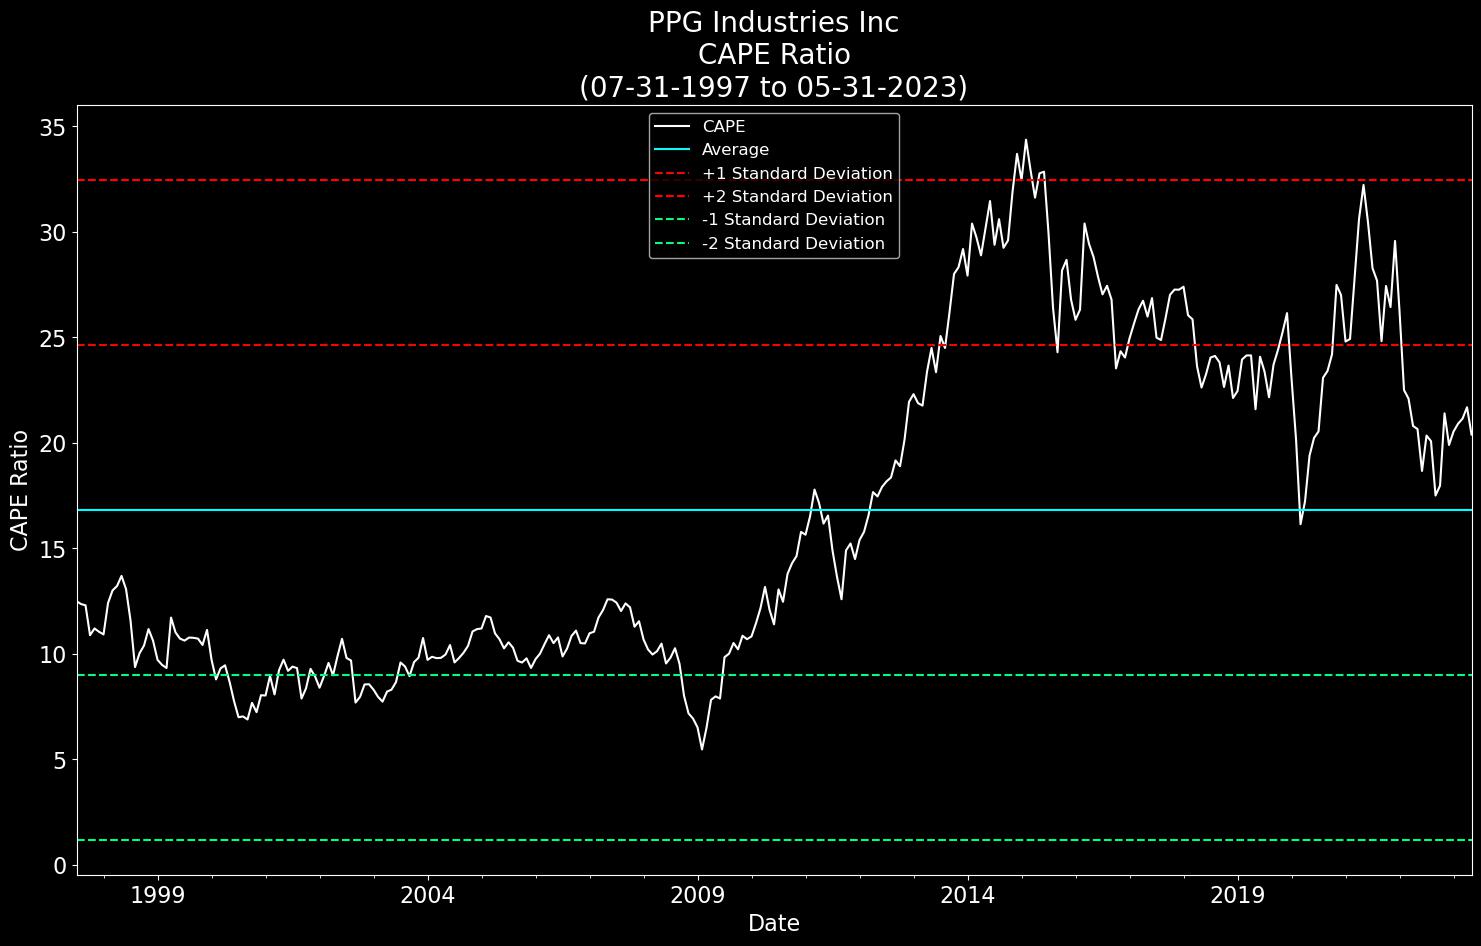 PPG Industries Inc
CAPE Ratio
(07-31-1997 to 05-31-2023)
CAPE
Average
+1 Standard Deviation
+2 Standard Deviation
-1 Standard Deviation
-2 Standard Deviation
35
30
25
20
15
10
5
0
CAPE Ratio
1999
2004
2009
2014
2019
Date